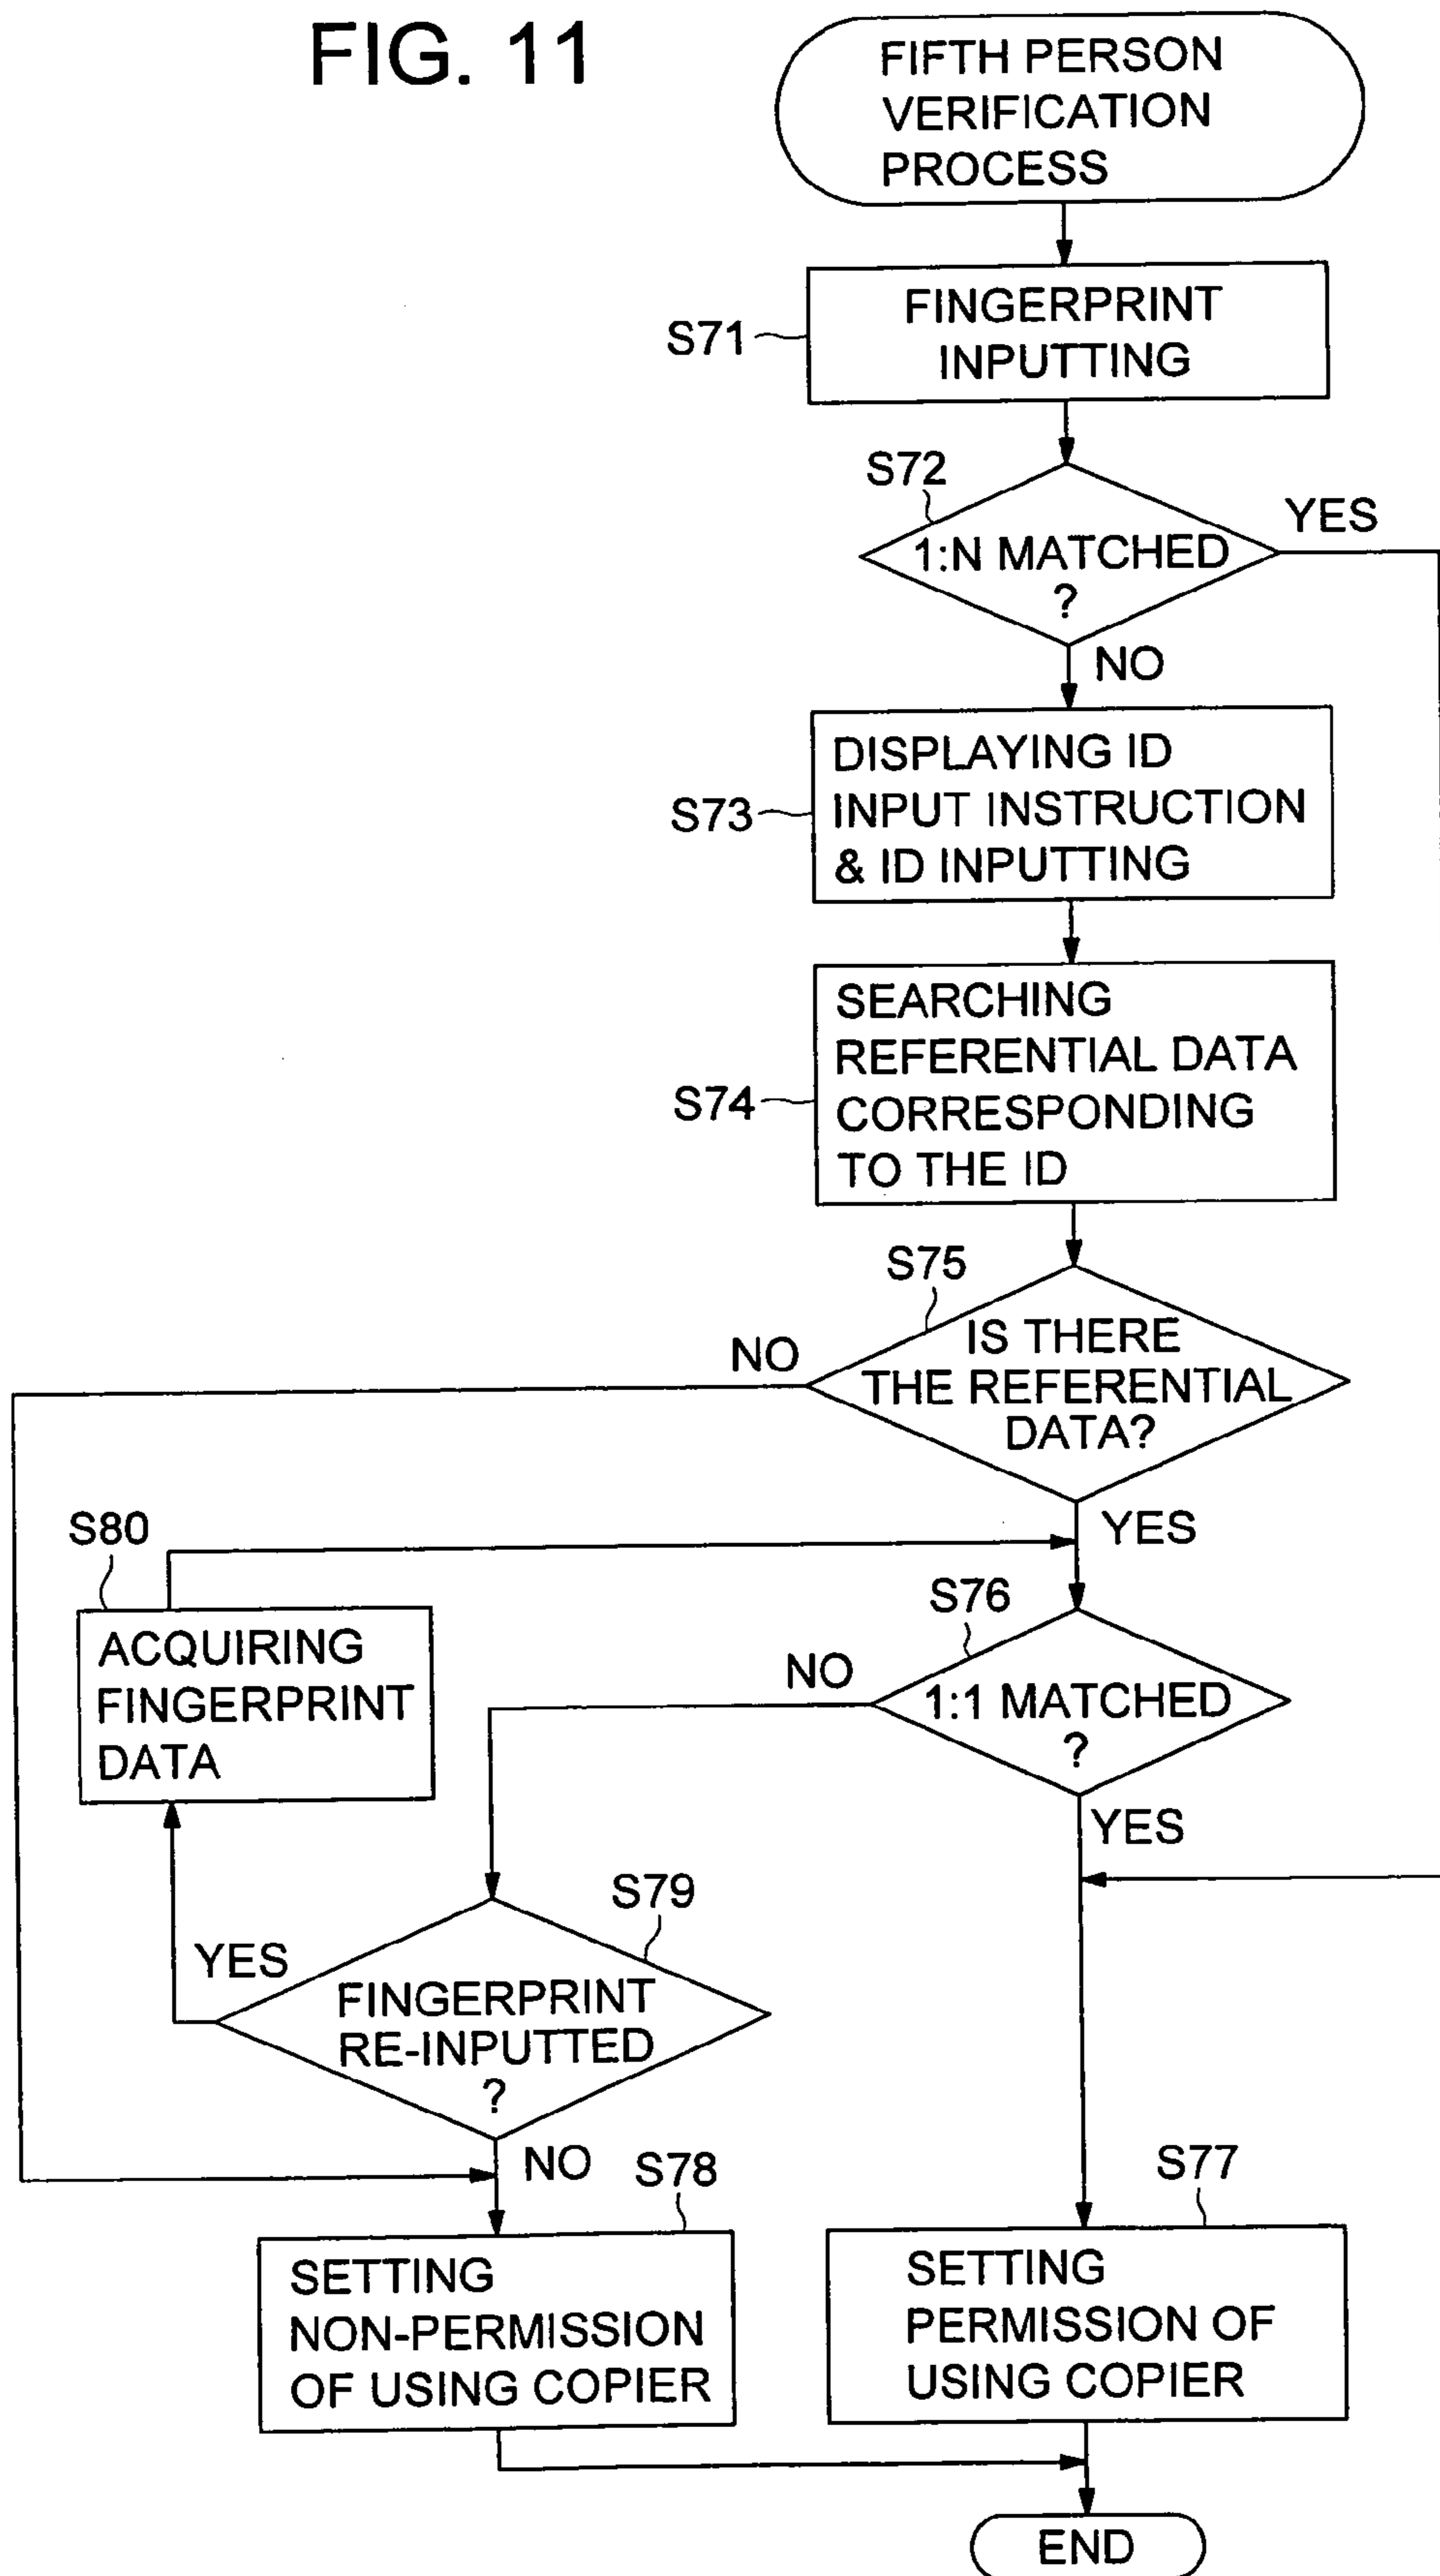 FIG. 11
FIFTH PERSON
VERIFICATION
PROCESS
S71
FINGERPRINT
INPUTTING
S72
YES
1:N MATCHED
?
NO
S73
DISPLAYING ID
INPUT INSTRUCTION
& ID INPUTTING
S74
SEARCHING
REFERENTIAL DATA
CORRESPONDING
TO THE ID
S75
NO
IS THERE
THE REFERENTIAL
DATA?
YES
S80
ACQUIRING
FINGERPRINT
DATA
S76
NO
1:1 MATCHED
?
YES
S79
YES
FINGERPRINT
RE-INPUTTED
?
NO
S78
SETTING
NON-PERMISSION
OF USING COPIER
S77
SETTING
PERMISSION OF
USING COPIER
END